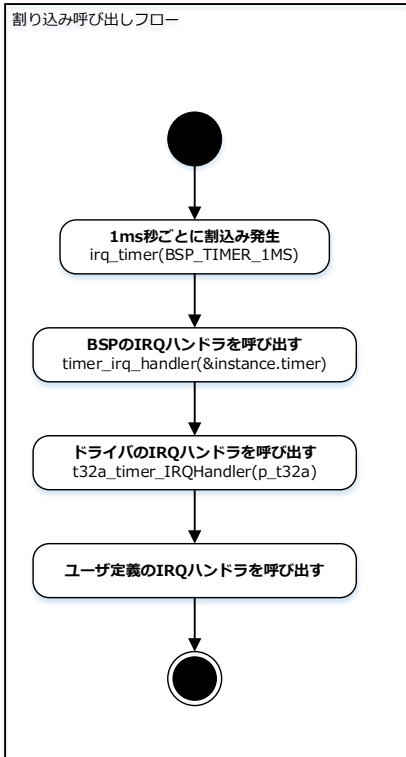 割り込み呼び出しフロー
1ms秒ごとに割込み発生
irq_timer(BSP_TIMER_1MS)
BSPのIRQハンドラを呼び出す
timer_irq_handler(&instance.timer)
ドライバのIRQハンドラを呼び出す
t32a_timer_IRQHandler(p_t32a)
ユーザ定義のIRQハンドラを呼び出す